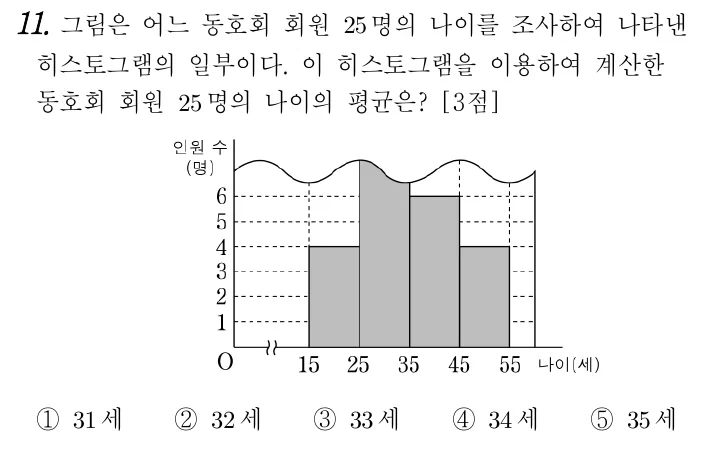 11. 그림은 어느 동호회 회원 25명의 나이를 조사하여 나타낸
히스토그램의 일부이다. 이 히스토그램을 이용하여 계산한
동호회 회원 25명의 나이의 평균은? [3점]
인원 수
(명)
6
5
4
3
2
1
O 15 25 35 45 55 나이(세)
① 31세 ② 32세 ③ 33세 ④ 34세 ⑤ 35세